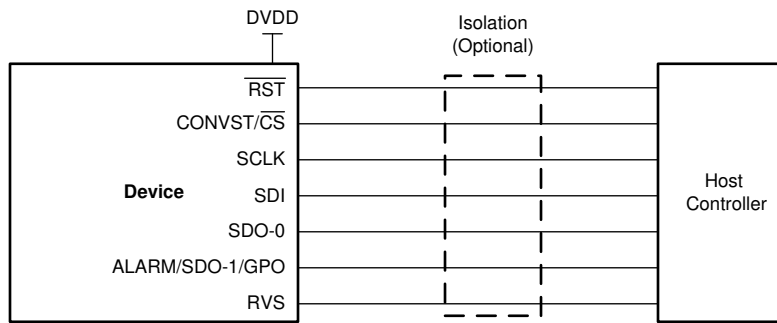 DVDD
Isolation
(Optional)
RST
CONVST/CS
SCLK
Device
SDI
SDO-0
ALARM/SDO-1/GPO
RVS
Host
Controller